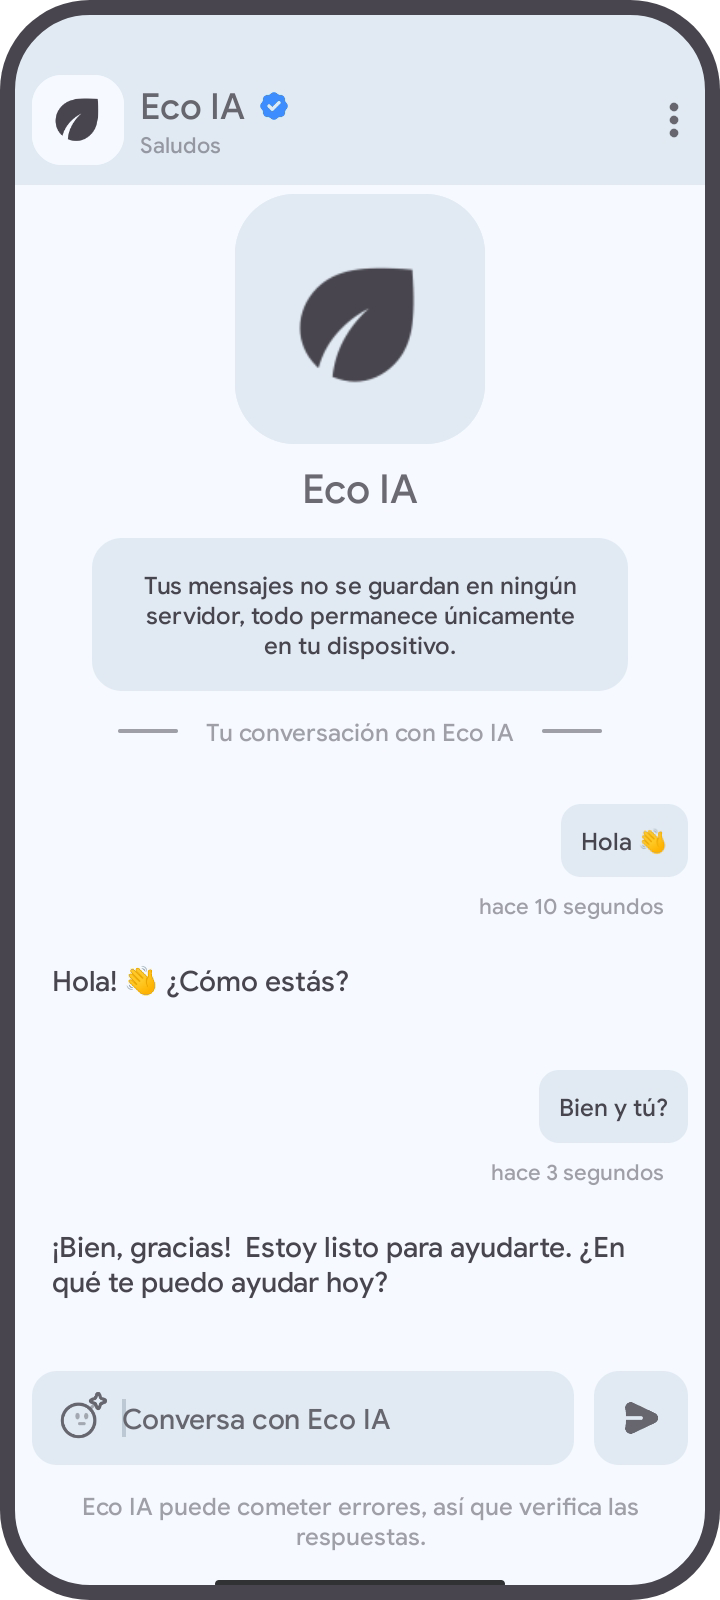 Eco IA
Saludos
Eco IA
Tus mensajes no se guardan en ningún
servidor, todo permanece únicamente
en tu dispositivo.
Tu conversación con Eco IA
Hola 👋
hace 10 segundos
Hola! 👋 ¿Cómo estás?
Bien y tú?
hace 3 segundos
¡Bien, gracias!  Estoy listo para ayudarte. ¿En
qué te puedo ayudar hoy?
Conversa con Eco IA
Eco IA puede cometer errores, así que verifica las
respuestas.